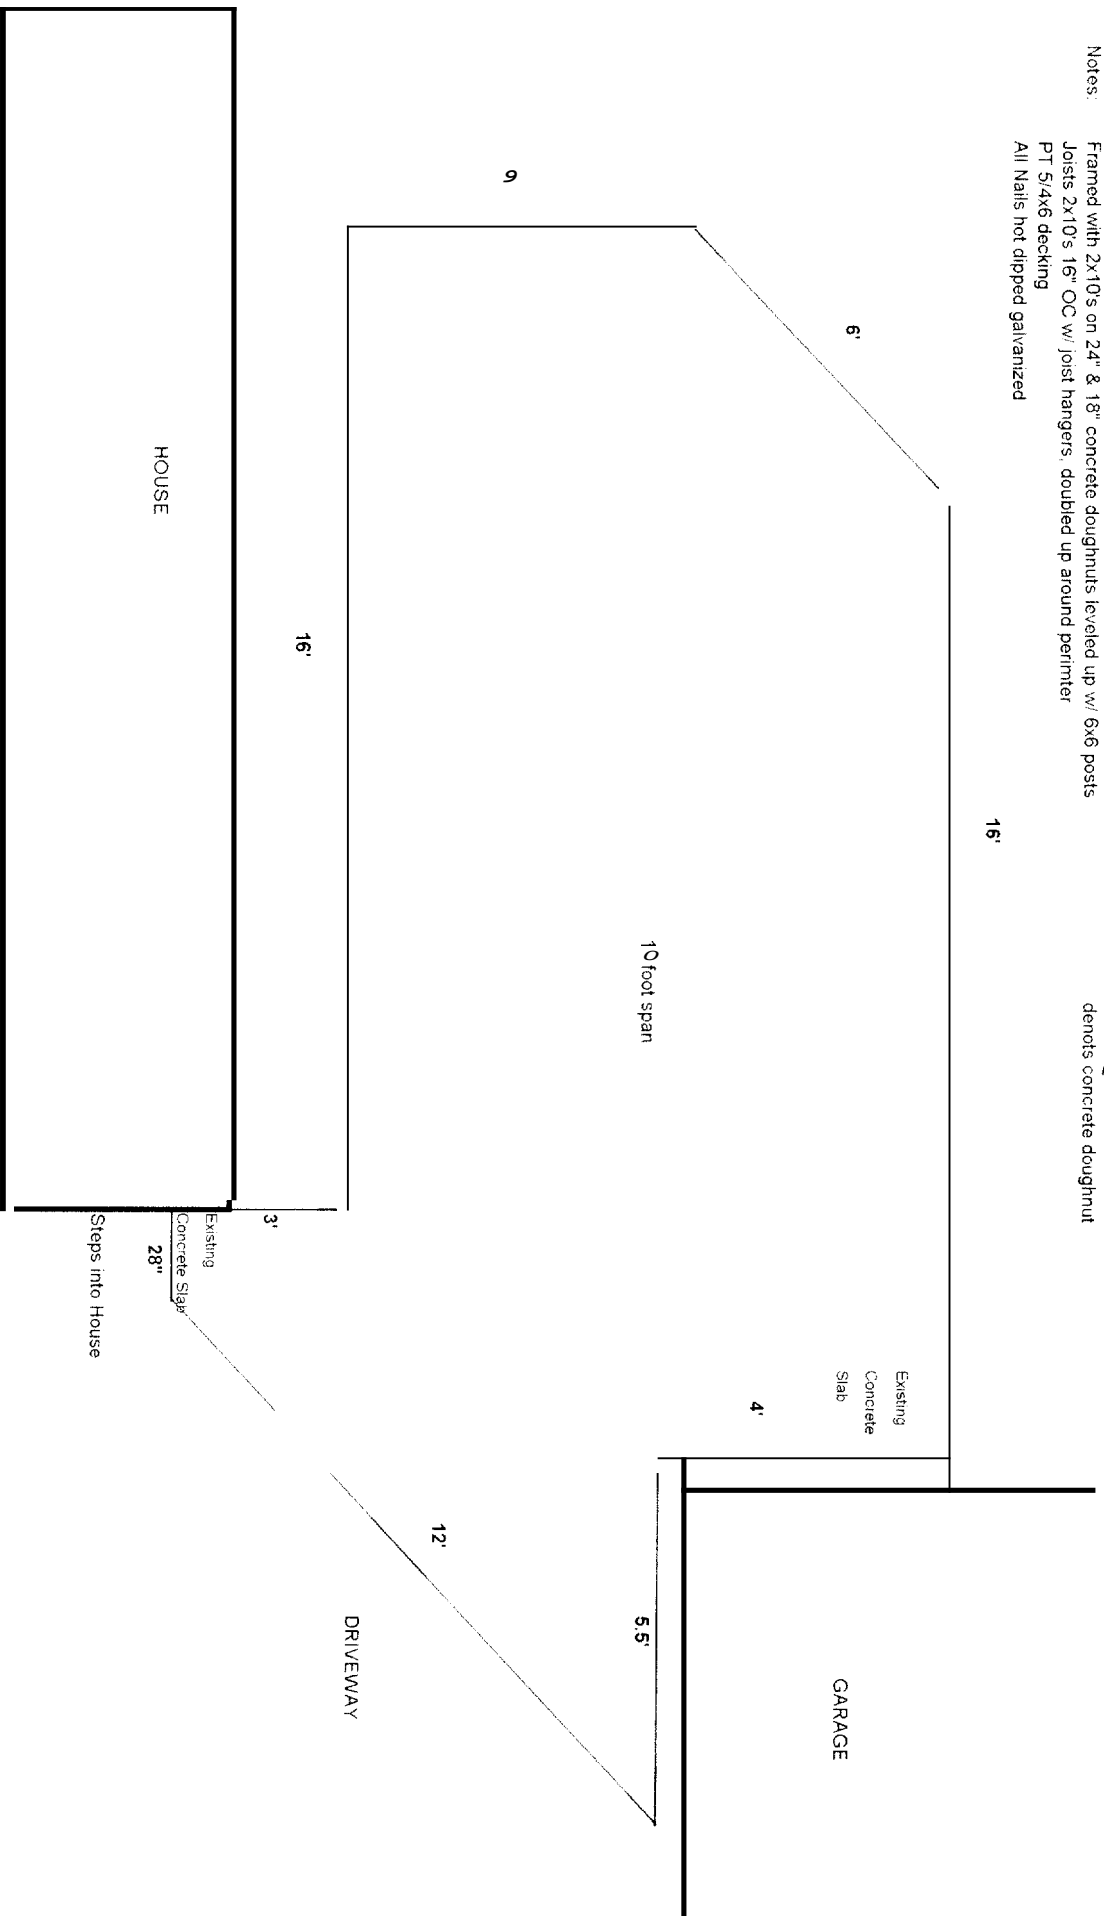 Notes:
Framed with 2x10's on 24" & 18" concrete doughnuts leveled up w/ 6x6 posts
Joists 2x10's 16" OC w/ joist hangers, doubled up around perimter
PT 5/4x6 decking
All Nails hot dipped galvanized
denots concrete doughnut
16'
6'
Existing
Concrete
Slab
GARAGE
4'
10 foot span
5.5'
12'
DRIVEWAY
16'
3'
Existing
Concrete Slab
28"
HOUSE
Steps into House